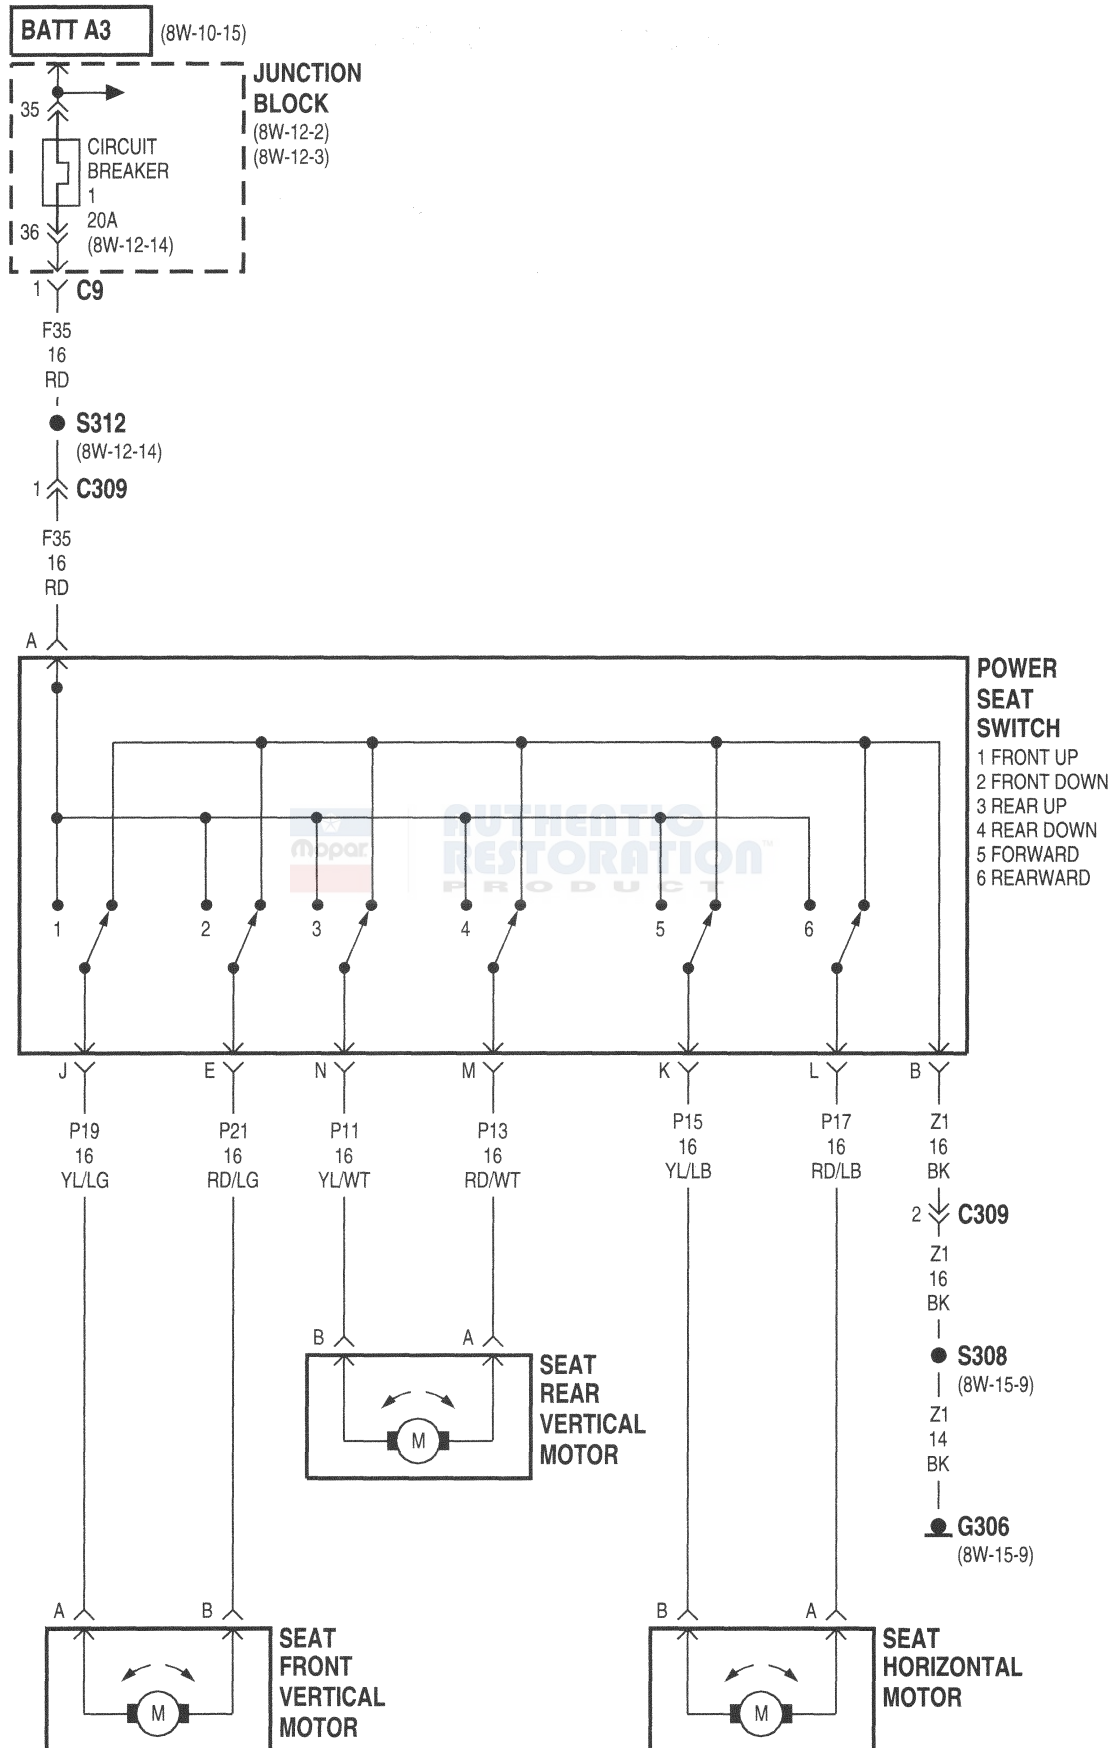 BATT A3 (8W-10-15)
JUNCTION
BLOCK
(8W-12-2)
(8W-12-3)
35
CIRCUIT
BREAKER
1
20A
(8W-12-14)
36
1 C9
F35
16
RD
S312
(8W-12-14)
1 C309
F35
16
RD
A
POWER
SEAT
SWITCH
1 FRONT UP
2 FRONT DOWN
3 REAR UP
4 REAR DOWN
5 FORWARD
6 REARWARD
Mopar
AUTHENTIC
RESTORATION™
PRODUCT
1 2 3 4 5 6
J E N M K L B
P19
16
YL/LG
P21
16
RD/LG
P11
16
YL/WT
P13
16
RD/WT
P15
16
YL/LB
P17
16
RD/LB
Z1
16
BK
2 C309
Z1
16
BK
S308
(8W-15-9)
Z1
14
BK
G306
(8W-15-9)
B A
M
SEAT
REAR
VERTICAL
MOTOR
A B
M
SEAT
FRONT
VERTICAL
MOTOR
B A
M
SEAT
HORIZONTAL
MOTOR